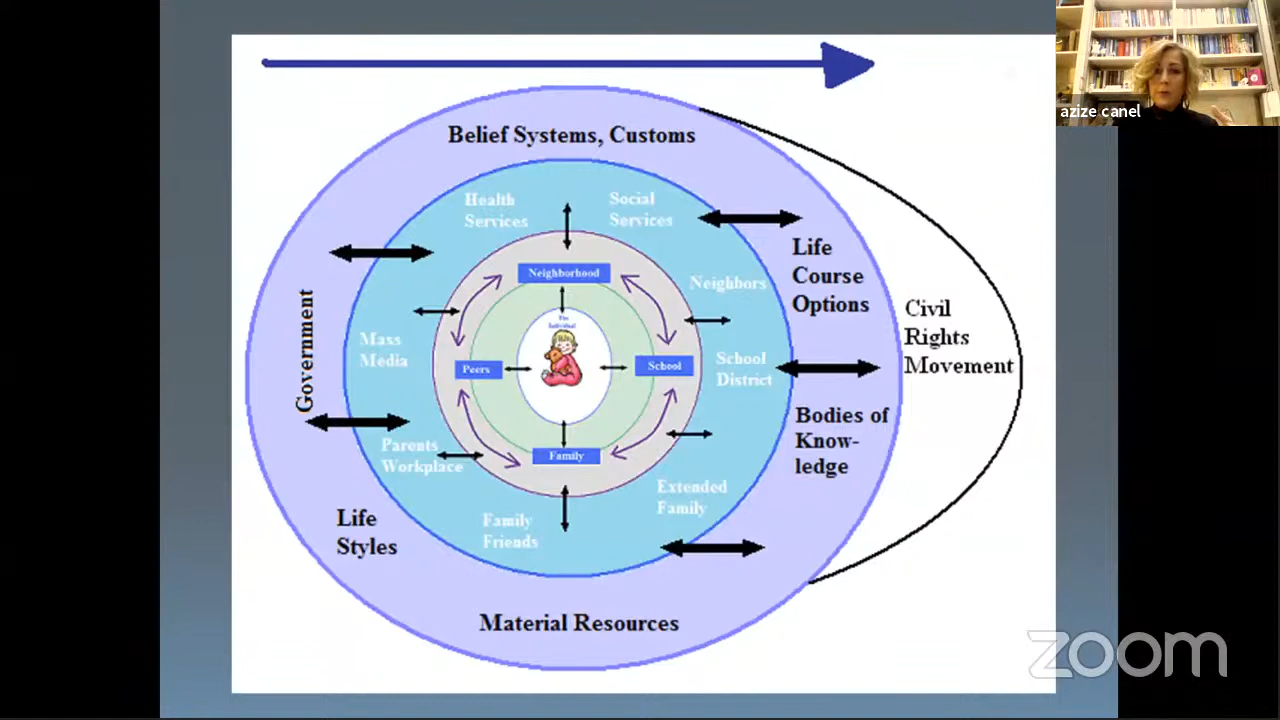 azize canel
Belief Systems, Customs
Health
Services
Social
Services
Neighborhood
Neighbors
Life
Course
Options
The
Individual
Civil
Rights
Movement
Government
Mass
Media
Peers
School
School
District
Bodies of
Know-
ledge
Parents
Workplace
Family
Extended
Family
Life
Styles
Family
Friends
Material Resources
zoom